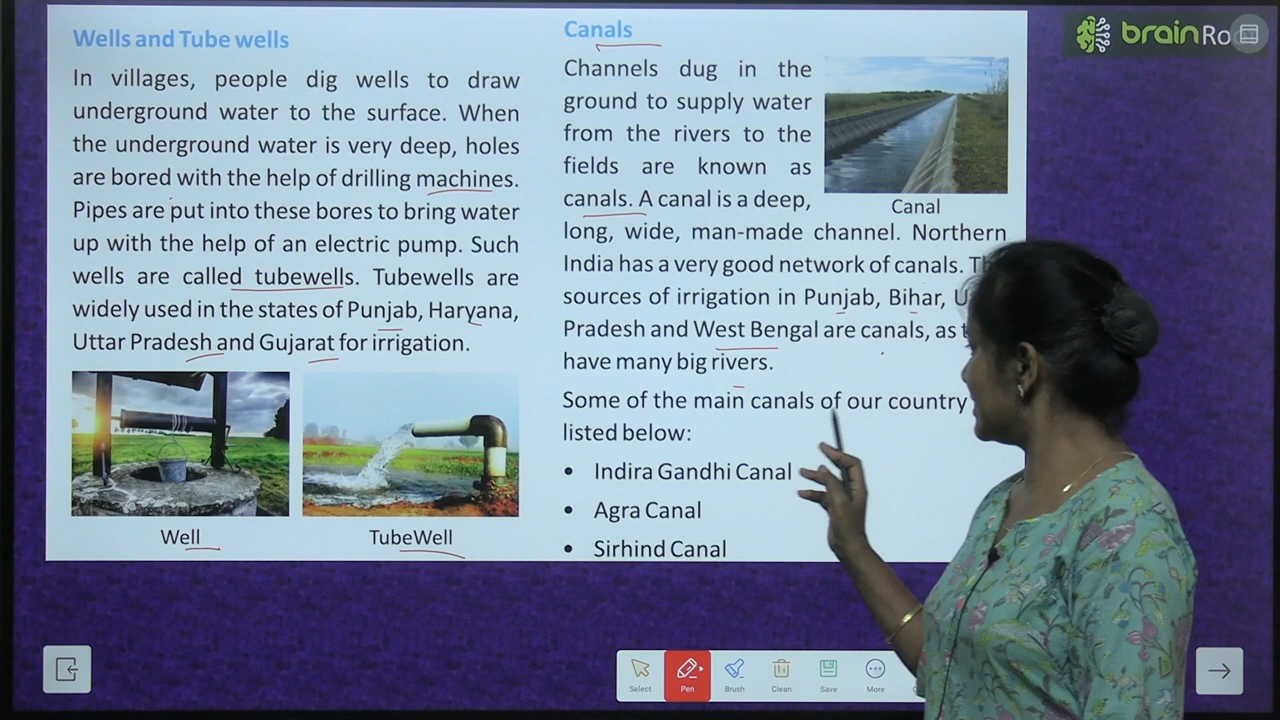 Wells and Tube wells
In villages, people dig wells to draw
underground water to the surface. When
the underground water is very deep, holes
are bored with the help of drilling machines.
Pipes are put into these bores to bring water
up with the help of an electric pump. Such
wells are called tubewells. Tubewells are
widely used in the states of Punjab, Haryana,
Uttar Pradesh and Gujarat for irrigation.
Well
TubeWell
Canals
Channels dug in the
ground to supply water
from the rivers to the
fields are known as
canals. A canal is a deep,
long, wide, man-made channel. Northern
India has a very good network of canals.
sources of irrigation in Punjab, Bihar,
Pradesh and West Bengal are canals, as
have many big rivers.
Some of the main canals of our country
listed below:
• Indira Gandhi Canal
• Agra Canal
• Sirhind Canal
Canal
brain
Select
Pen
Brush
Clean
Save
More